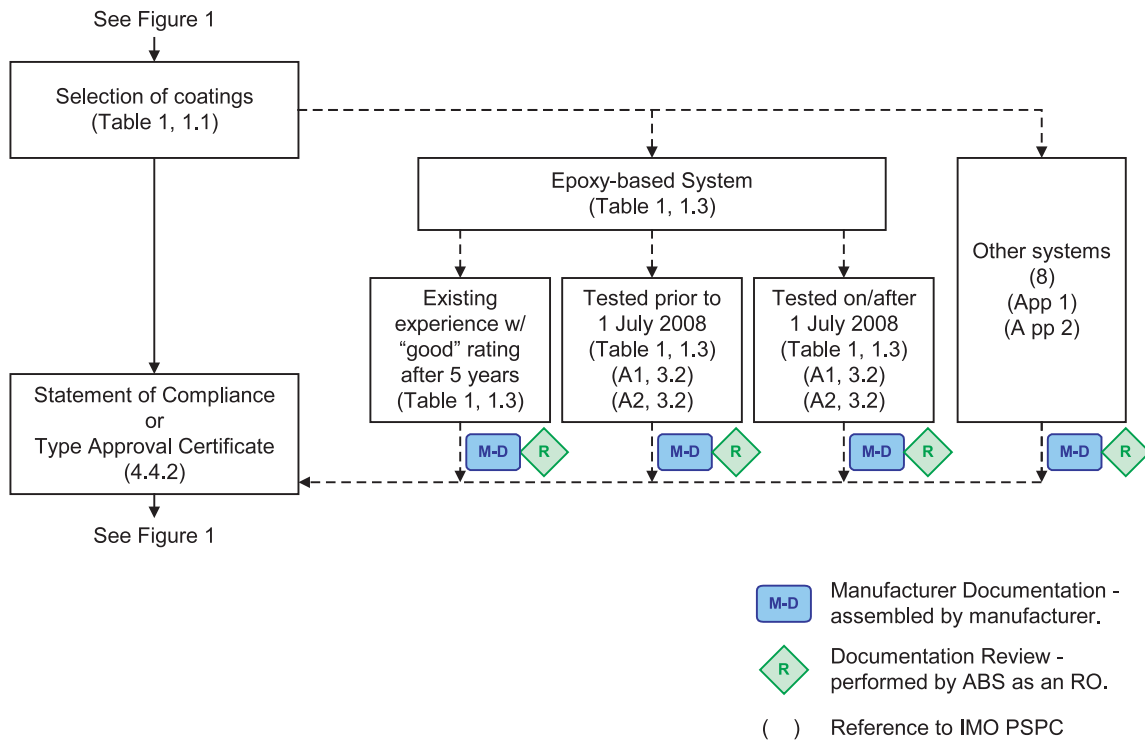 See Figure 1
Selection of coatings
(Table 1, 1.1)
Epoxy-based System
(Table 1, 1.3)
Other systems
(8)
(App 1)
(A pp 2)
Existing
experience w/
“good” rating
after 5 years
(Table 1, 1.3)
Tested prior to
1 July 2008
(Table 1, 1.3)
(A1, 3.2)
(A2, 3.2)
Tested on/after
1 July 2008
(Table 1, 1.3)
(A1, 3.2)
(A2, 3.2)
Statement of Compliance
or
Type Approval Certificate
(4.4.2)
M-D R
M-D R
M-D R
M-D R
See Figure 1
M-D Manufacturer Documentation -
assembled by manufacturer.
R Documentation Review -
performed by ABS as an RO.
( ) Reference to IMO PSPC